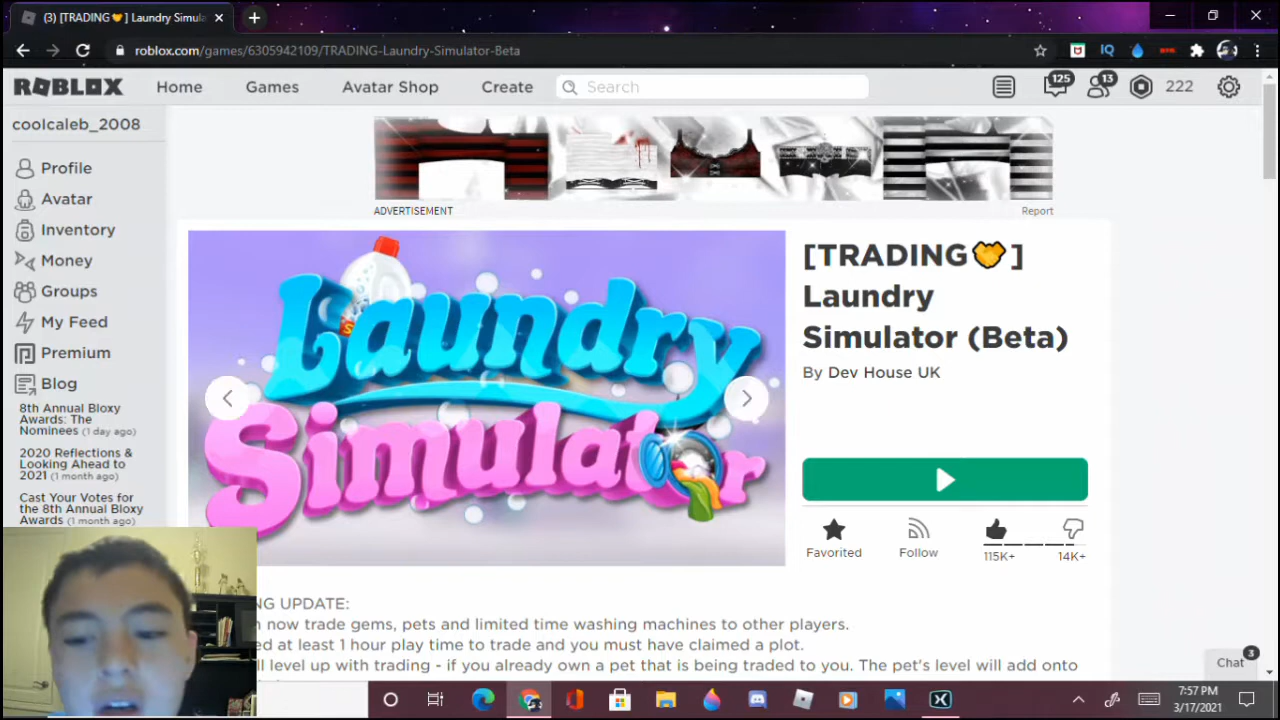 (3) [TRADING🤝] Laundry Simula
roblox.com/games/6305942109/TRADING-Laundry-Simulator-Beta
ROBLOX
Home
Games
Avatar Shop
Create
Search
125
13
222
coolcaleb_2008
Profile
Avatar
Inventory
Money
Groups
My Feed
Premium
Blog
8th Annual Bloxy
Awards: The
Nominees (1 day ago)
2020 Reflections &
Looking Ahead to
2021 (1 month ago)
Cast Your Votes for
the 8th Annual Bloxy
Awards (1 month ago)
ADVERTISEMENT
Report
Laundry
Simulator
[TRADING🤝]
Laundry
Simulator (Beta)
By Dev House UK
Favorited
Follow
115K+
14K+
NG UPDATE:
n now trade gems, pets and limited time washing machines to other players.
ed at least 1 hour play time to trade and you must have claimed a plot.
ll level up with trading - if you already own a pet that is being traded to you. The pet's level will add onto
Chat
3
7:57 PM
3/17/2021